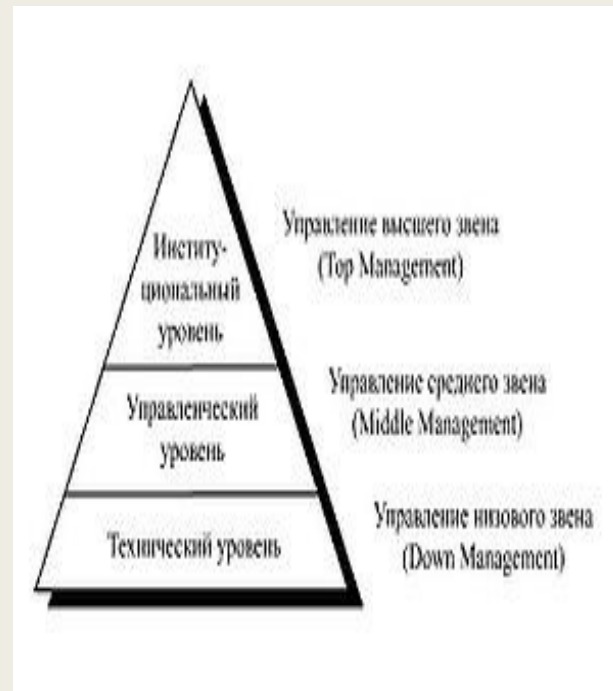 Институ-
циональный
уровень
Управление высшего звена
(Top Management)
Управленческий
уровень
Управление среднего звена
(Middle Management)
Технический уровень
Управление низового звена
(Down Management)